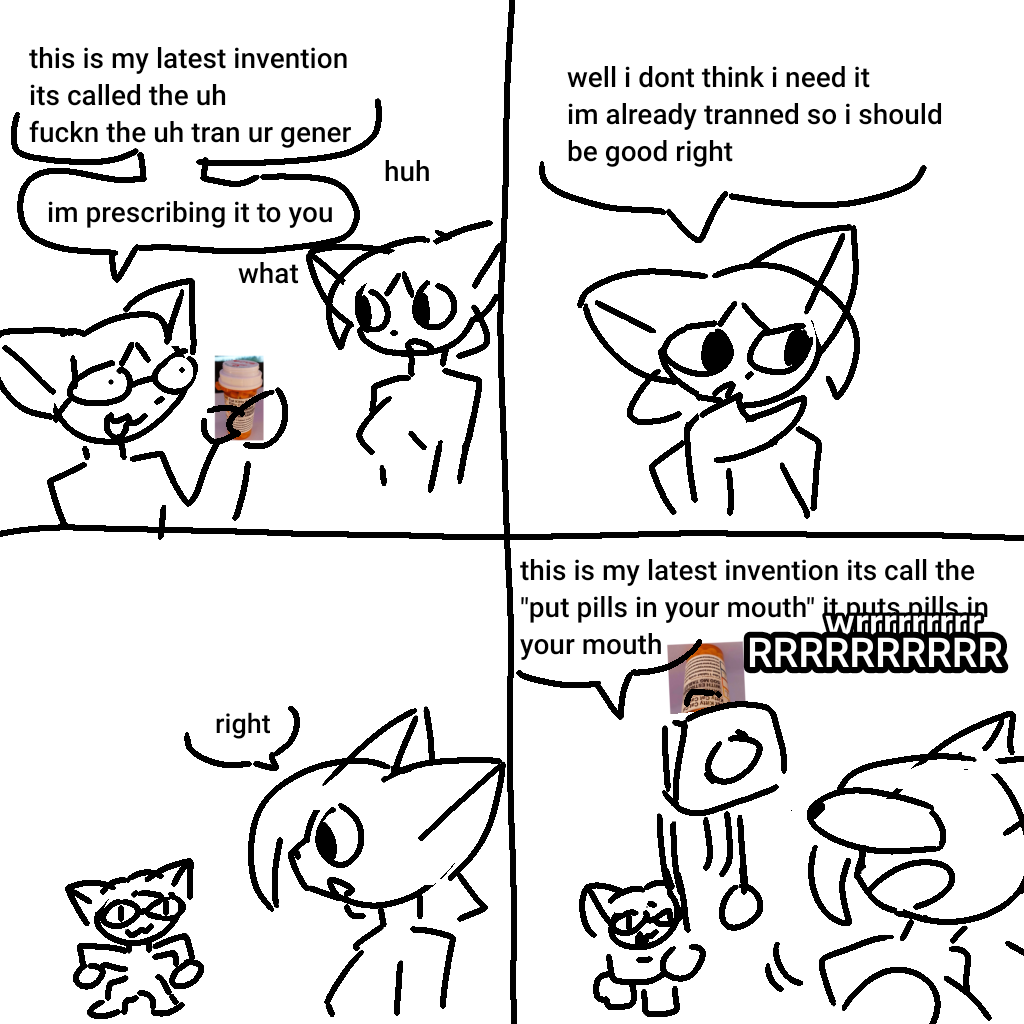 this is my latest invention
its called the uh
fuckn the uh tran ur gener
huh
im prescribing it to you
what
well i dont think i need it
im already tranned so i should
be good right
right
this is my latest invention its call the
"put pills in your mouth" it puts pills in
your mouth
wrrrrrrrrrr
RRRRRRRRRR